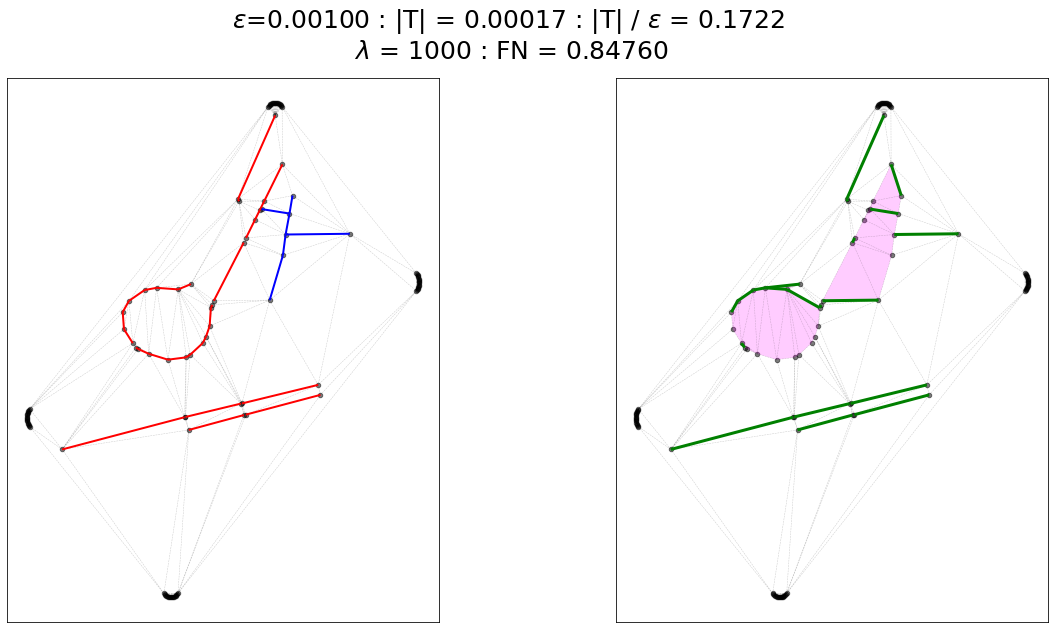 ε=0.00100 : |T| = 0.00017 : |T| / ε = 0.1722
λ = 1000 : FN = 0.84760